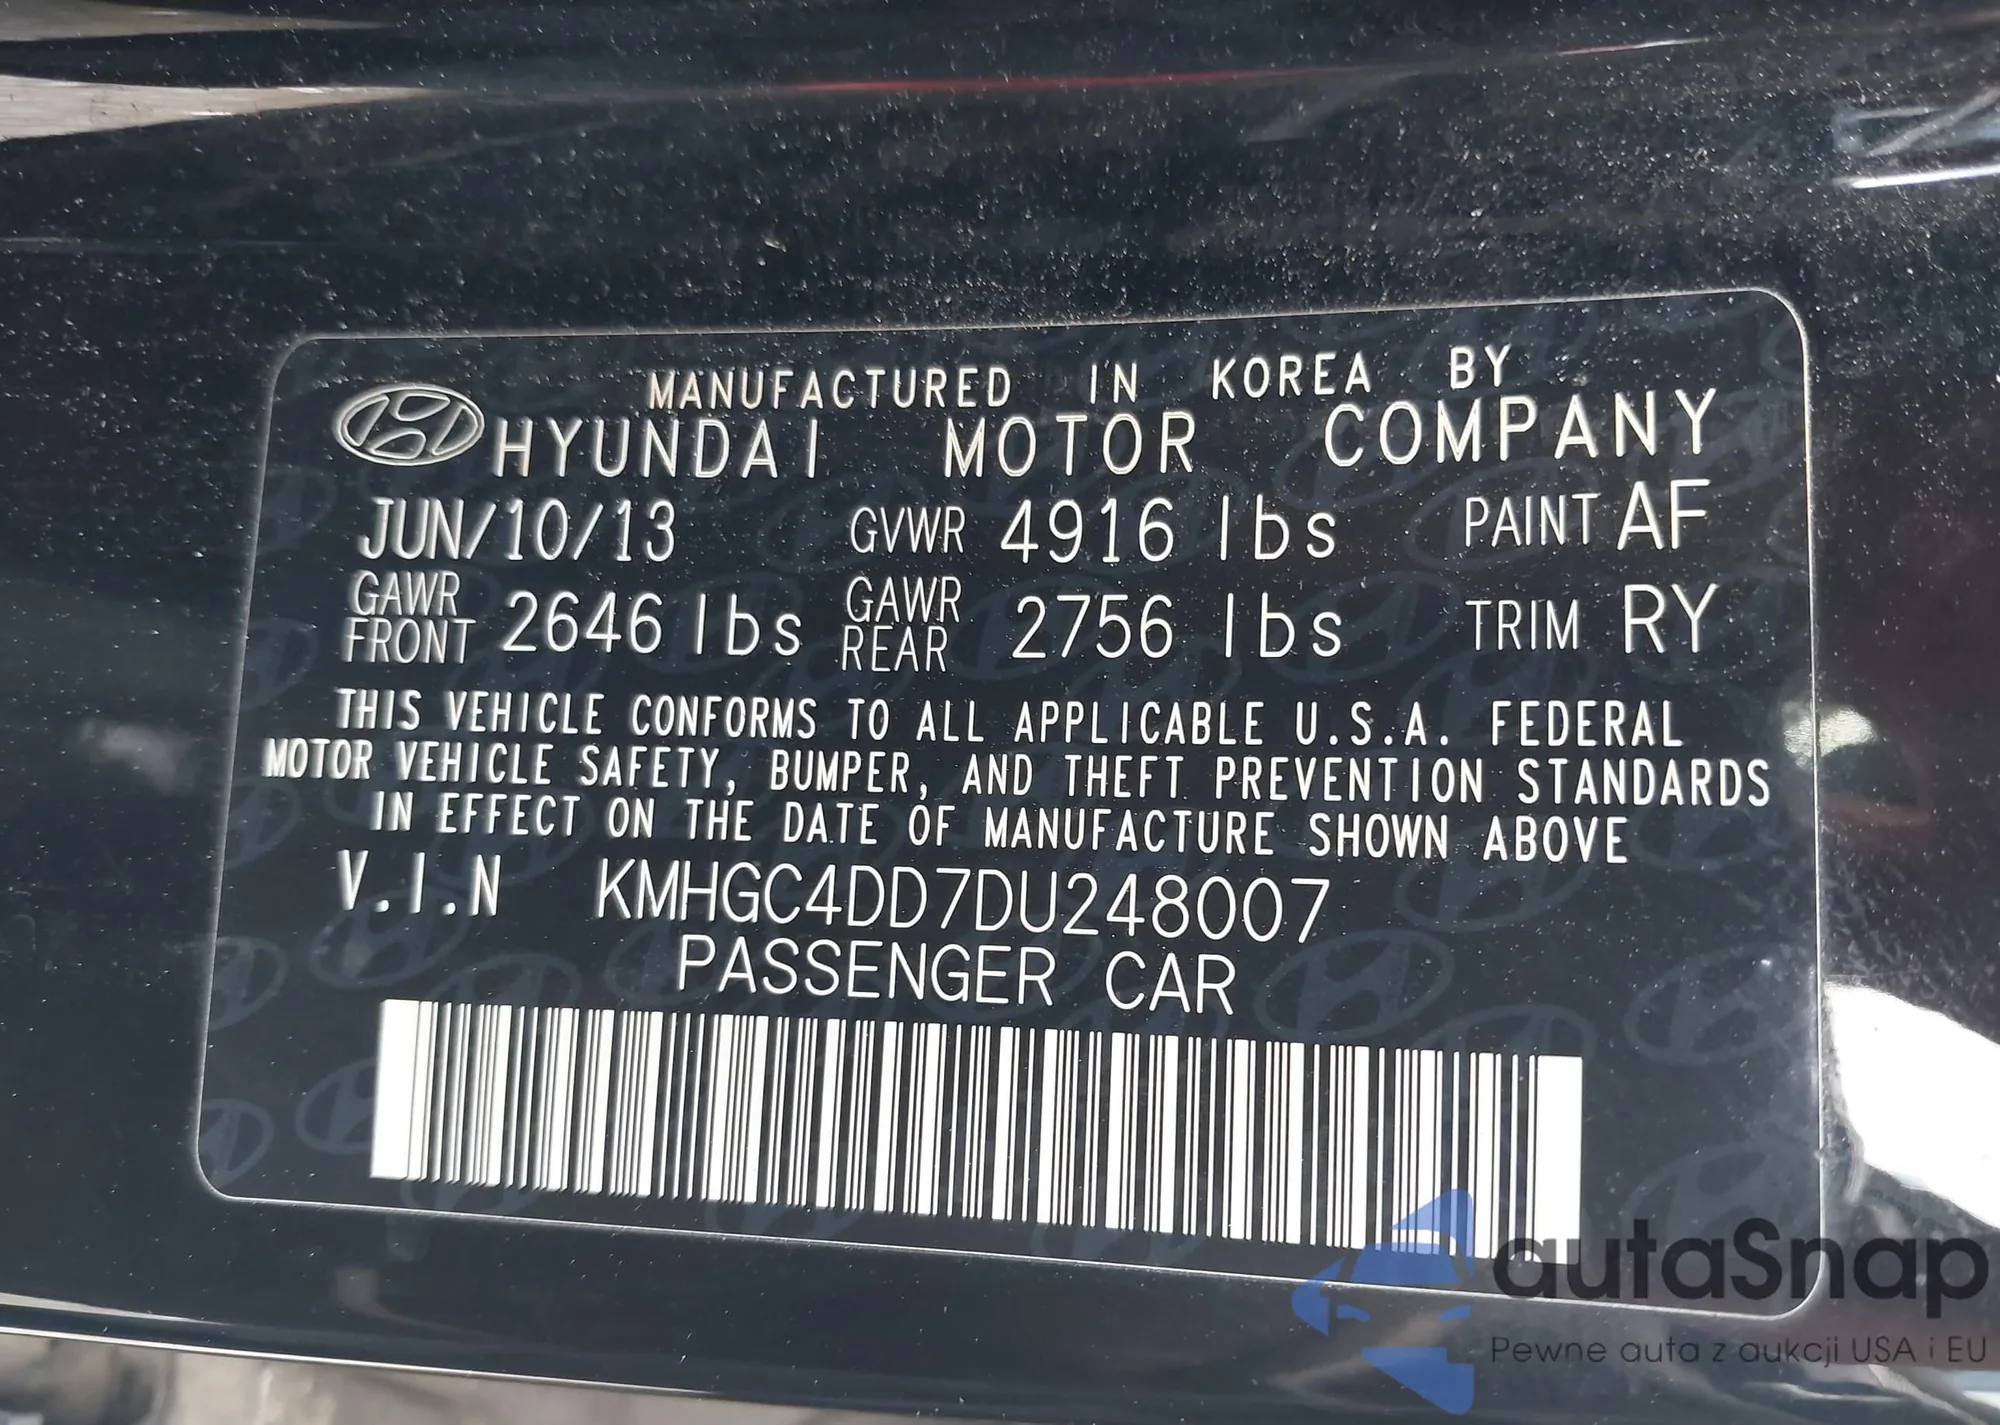 MANUFACTURED IN KOREA BY
HYUNDAI MOTOR COMPANY
JUN/10/13 GVWR 4916 lbs PAINT AF
GAWR FRONT 2646 lbs GAWR REAR 2756 lbs TRIM RY
THIS VEHICLE CONFORMS TO ALL APPLICABLE U.S.A. FEDERAL
MOTOR VEHICLE SAFETY, BUMPER, AND THEFT PREVENTION STANDARDS
IN EFFECT ON THE DATE OF MANUFACTURE SHOWN ABOVE
V.I.N KMHGC4DD7DU248007
PASSENGER CAR
autaSnap
Pewne auta z aukcji USA i EU